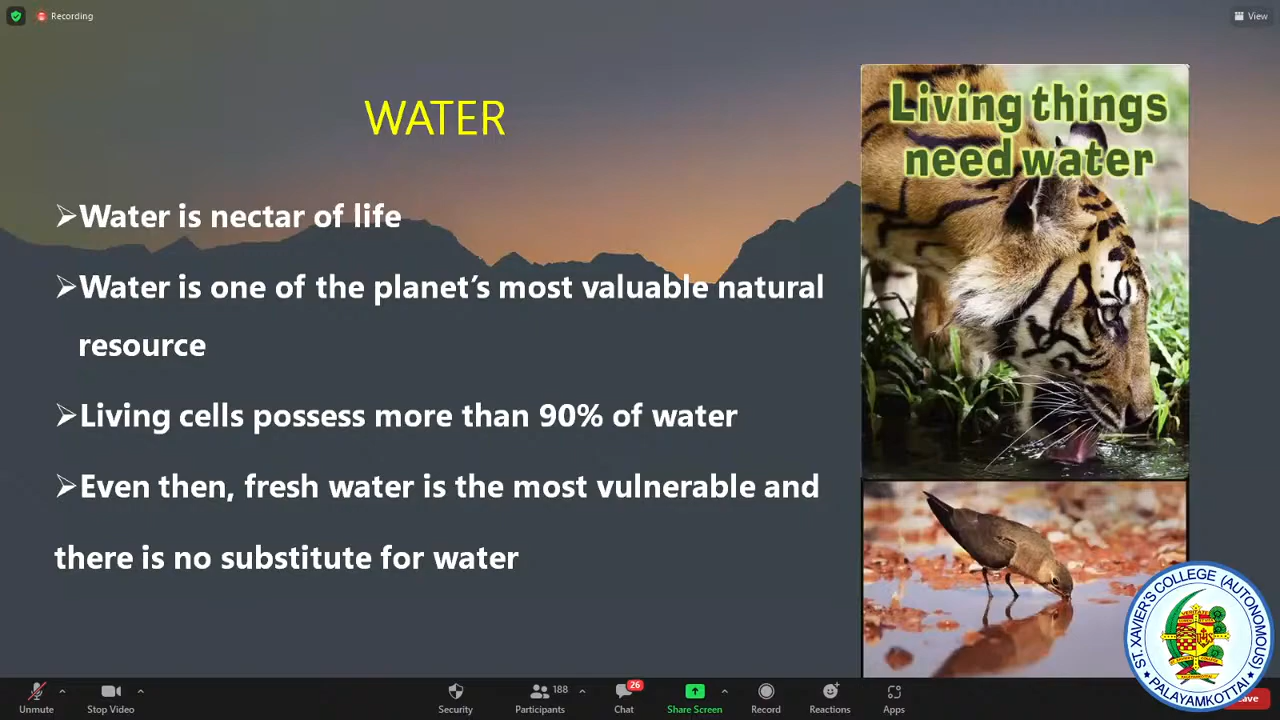 Recording
View
WATER
Living things
need water
➢Water is nectar of life
➢Water is one of the planet’s most valuable natural
resource
➢Living cells possess more than 90% of water
➢Even then, fresh water is the most vulnerable and
there is no substitute for water
ST. XAVIER'S COLLEGE (AUTONOMOUS)
PALAYAMKOTTAI
Unmute
Stop Video
Security
188
Participants
26
Chat
Share Screen
Record
Reactions
Apps